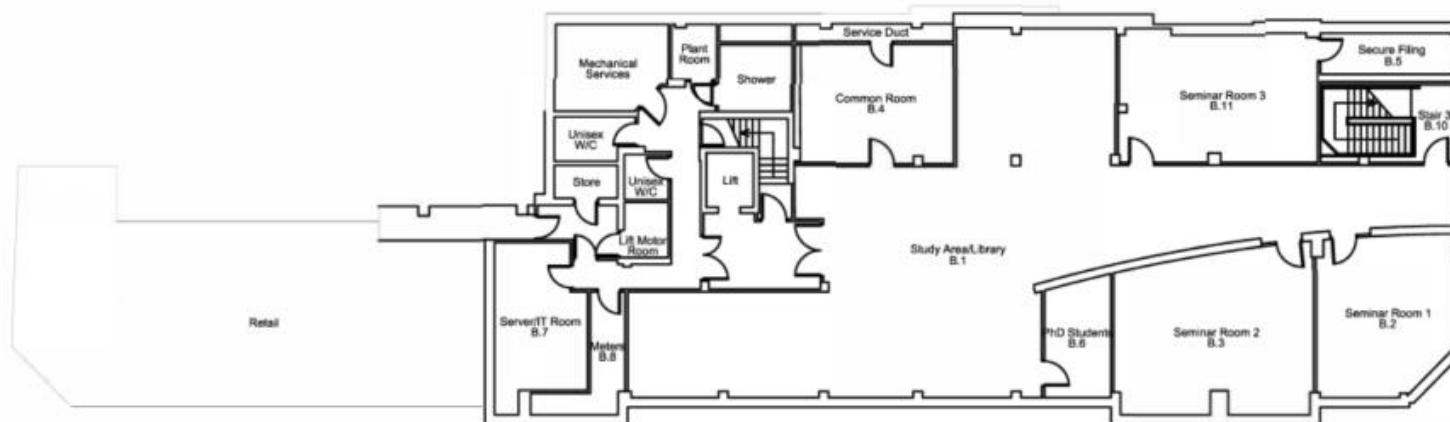 Service Duct
Plant
Room
Mechanical
Services
Shower
Common Room
B.4
Secure Filing
B.5
Seminar Room 3
B.11
Stair 3
B.10
Unisex
W/C
Store
Unisex
W/C
Lift
Lift Motor
Room
Study Area/Library
B.1
Retail
Server/IT Room
B.7
Meters
B.8
PhD Students
B.6
Seminar Room 2
B.3
Seminar Room 1
B.2